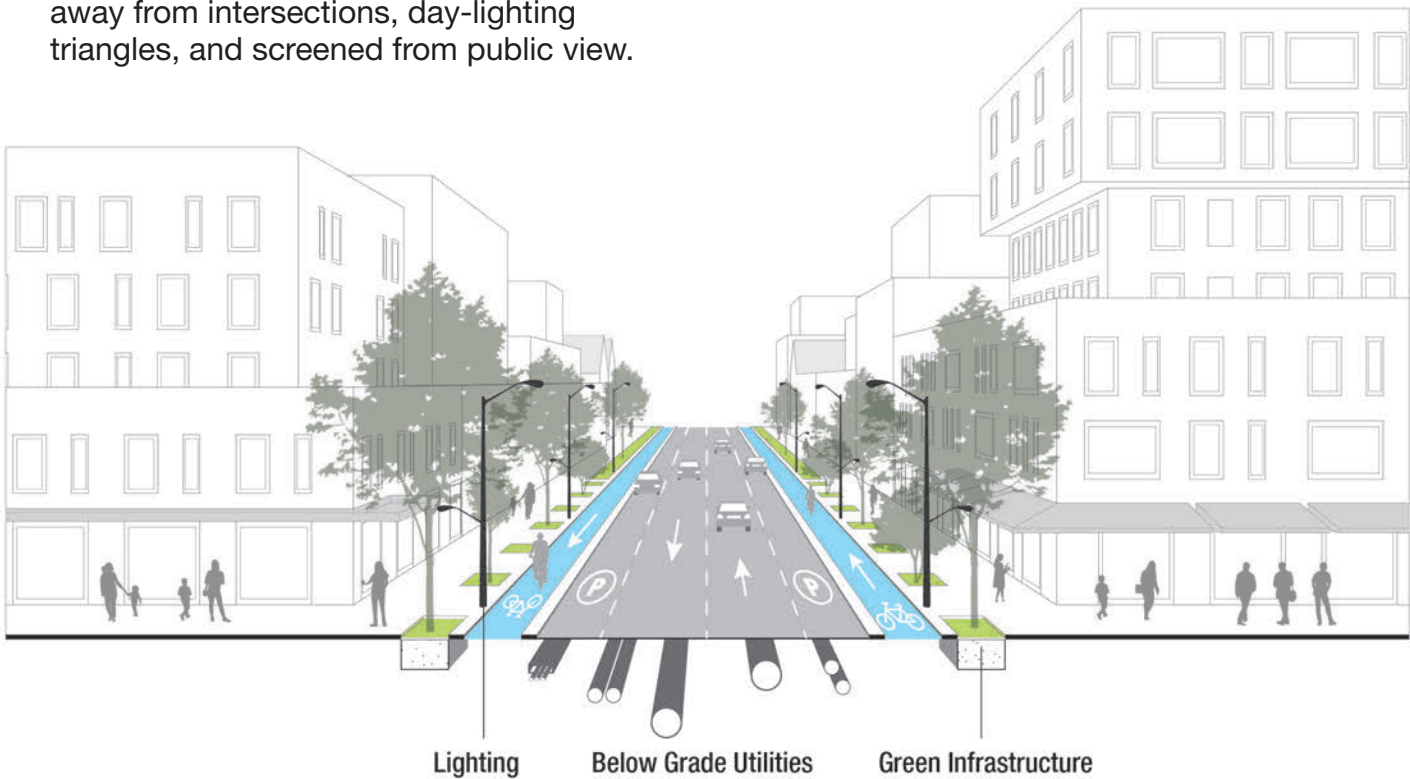 away from intersections, day-lighting
triangles, and screened from public view.
P
P
Lighting
Below Grade Utilities
Green Infrastructure